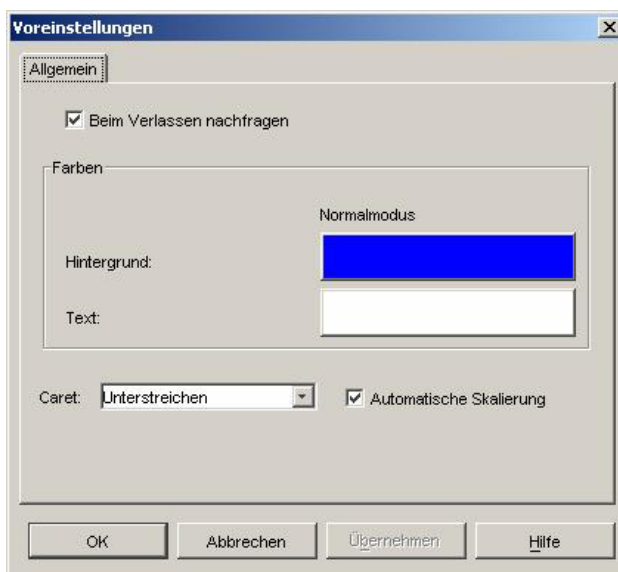 Voreinstellungen
Allgemein
Beim Verlassen nachfragen
Farben
Normalmodus
Hintergrund:
Text:
Caret: Unterstreichen Automatische Skalierung
OK Abbrechen Übernehmen Hilfe